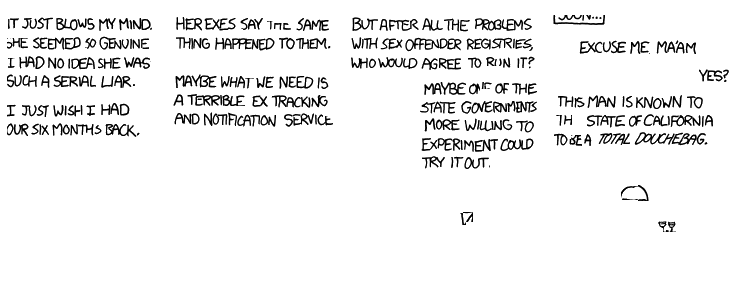 IT JUST BLOWS MY MIND.
SHE SEEMED SO GENUINE
I HAD NO IDEA SHE WAS
SUCH A SERIAL LIAR.
I JUST WISH I HAD
OUR SIX MONTHS BACK.
HER EXES SAY THE SAME
THING HAPPENED TO THEM.
MAYBE WHAT WE NEED IS
A TERRIBLE EX TRACKING
AND NOTIFICATION SERVICE
BUT AFTER ALL THE PROBLEMS
WITH SEX OFFENDER REGISTRIES,
WHO WOULD AGREE TO RUN IT?
MAYBE ONE OF THE
STATE GOVERNMENTS
MORE WILLING TO
EXPERIMENT COULD
TRY IT OUT.
SOON...
EXCUSE ME, MA'AM
YES?
THIS MAN IS KNOWN TO
TH STATE OF CALIFORNIA
TO BE A TOTAL DOUCHEBAG.